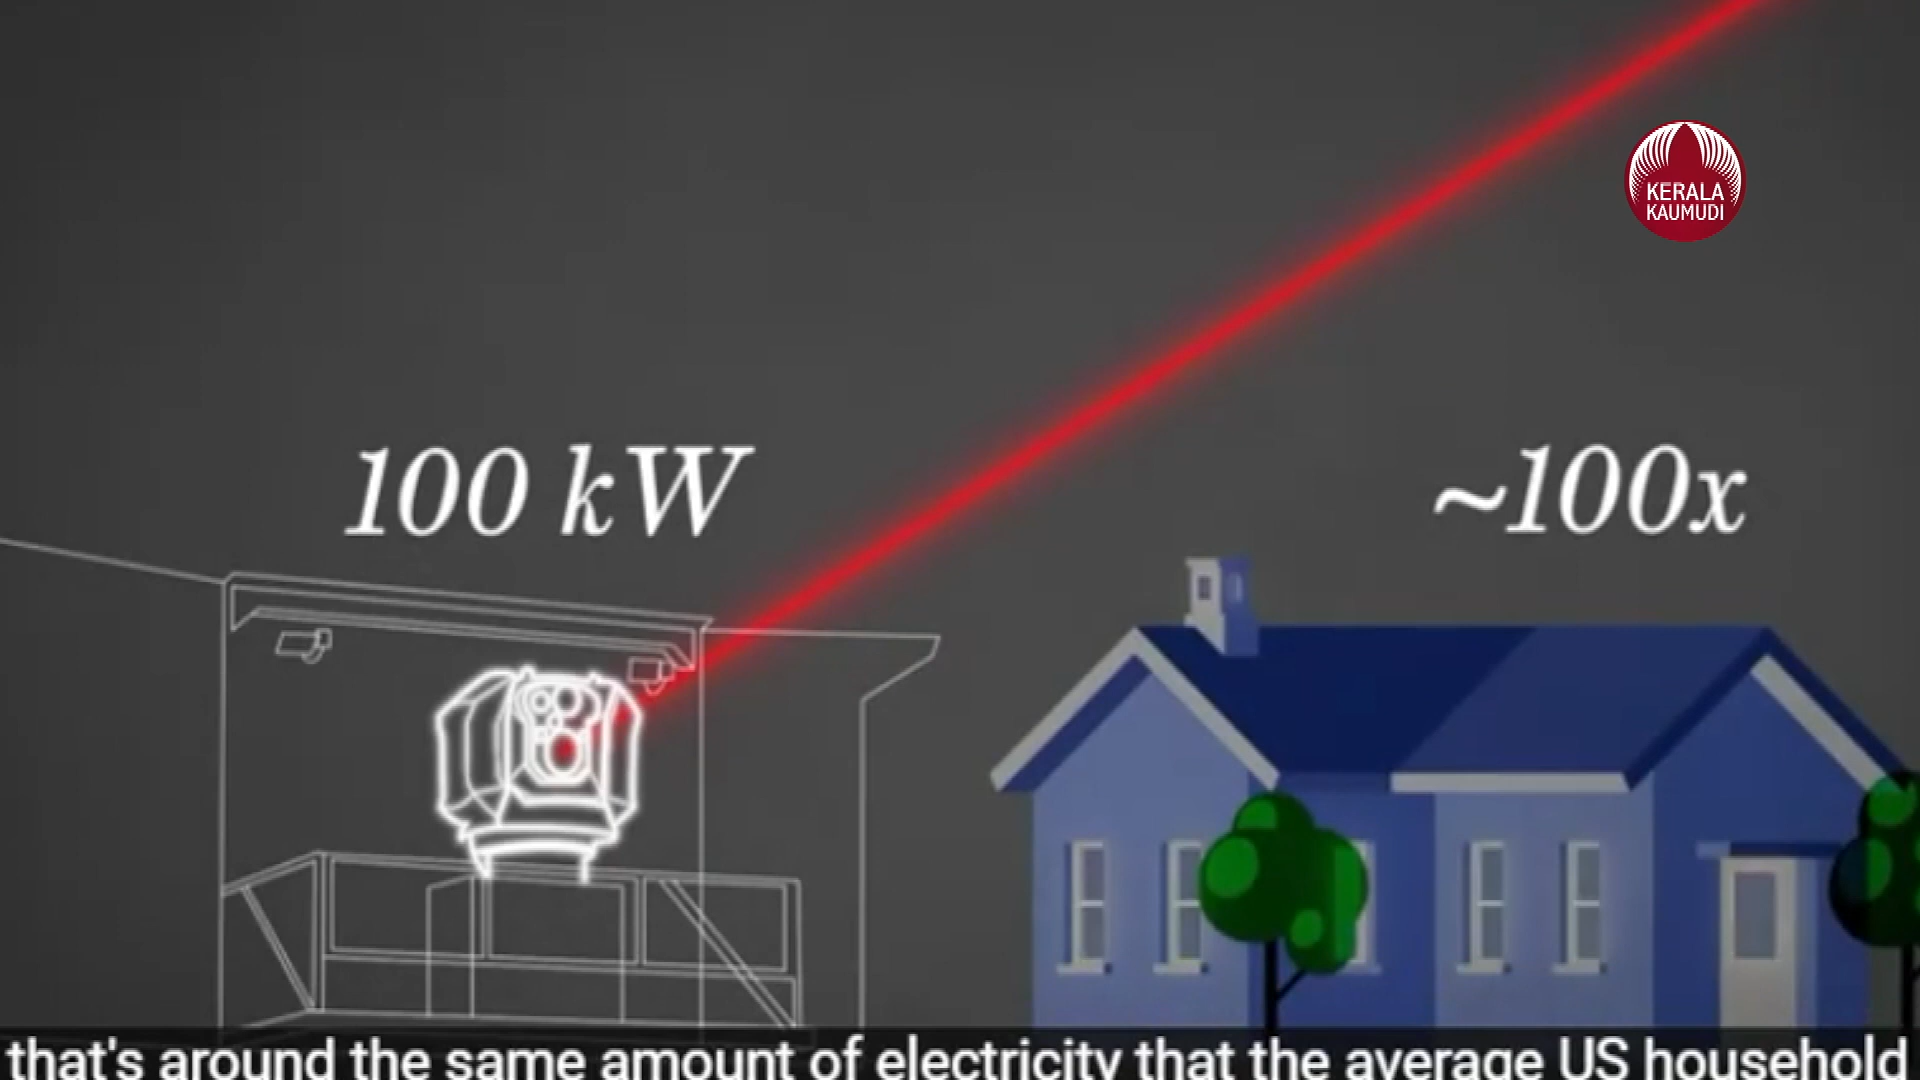 KERALA
KAUMUDI
100 kW
~100x
that's around the same amount of electricity that the average US household